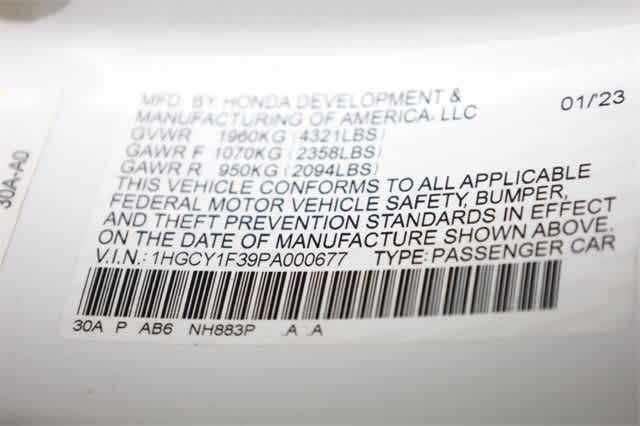 MFD. BY HONDA DEVELOPMENT &
MANUFACTURING OF AMERICA, LLC 01/'23
GVWR 1960KG (4321LBS)
GAWR F 1070KG (2358LBS)
GAWR R 950KG (2094LBS)
THIS VEHICLE CONFORMS TO ALL APPLICABLE
FEDERAL MOTOR VEHICLE SAFETY, BUMPER,
AND THEFT PREVENTION STANDARDS IN EFFECT
ON THE DATE OF MANUFACTURE SHOWN ABOVE.
V.I.N.: 1HGCY1F39PA000677 TYPE: PASSENGER CAR
30A P AB6 NH883P A A
30A-A0